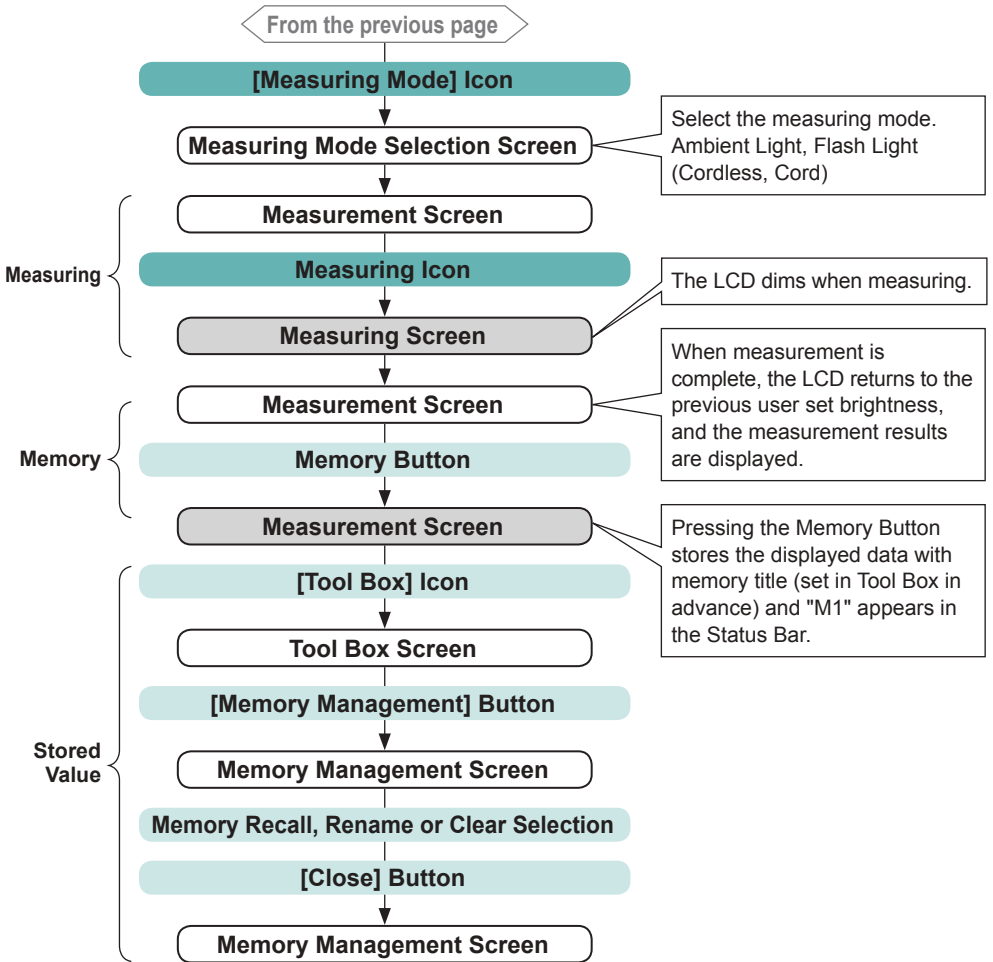 From the previous page
[Measuring Mode] Icon
Measuring Mode Selection Screen
Select the measuring mode.
Ambient Light, Flash Light
(Cordless, Cord)
Measuring
Measurement Screen
Measuring Icon
The LCD dims when measuring.
Measuring Screen
Memory
Measurement Screen
When measurement is
complete, the LCD returns to the
previous user set brightness,
and the measurement results
are displayed.
Memory Button
Measurement Screen
Pressing the Memory Button
stores the displayed data with
memory title (set in Tool Box in
advance) and "M1" appears in
the Status Bar.
Stored
Value
[Tool Box] Icon
Tool Box Screen
[Memory Management] Button
Memory Management Screen
Memory Recall, Rename or Clear Selection
[Close] Button
Memory Management Screen